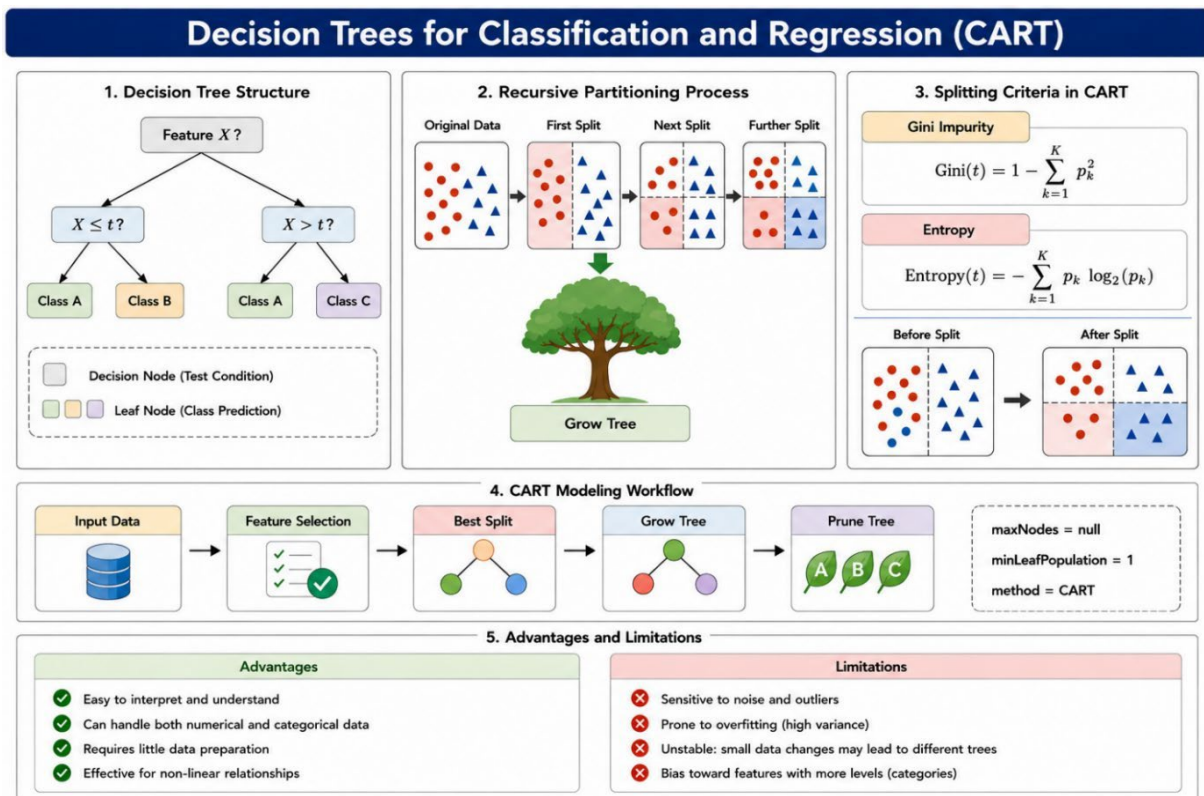 Decision Trees for Classification and Regression (CART)
1. Decision Tree Structure
Feature X ?
X ≤ t?
X > t?
Class A
Class B
Class A
Class C
Decision Node (Test Condition)
Leaf Node (Class Prediction)
2. Recursive Partitioning Process
Original Data
First Split
Next Split
Further Split
Grow Tree
3. Splitting Criteria in CART
Gini Impurity
Gini(t) = 1 − ∑_{k=1}^{K} p_k^2
Entropy
Entropy(t) = − ∑_{k=1}^{K} p_k log_2(p_k)
Before Split
After Split
4. CART Modeling Workflow
Input Data
Feature Selection
Best Split
Grow Tree
Prune Tree
A B C
maxNodes = null
minLeafPopulation = 1
method = CART
5. Advantages and Limitations
Advantages
Easy to interpret and understand
Can handle both numerical and categorical data
Requires little data preparation
Effective for non-linear relationships
Limitations
Sensitive to noise and outliers
Prone to overfitting (high variance)
Unstable: small data changes may lead to different trees
Bias toward features with more levels (categories)